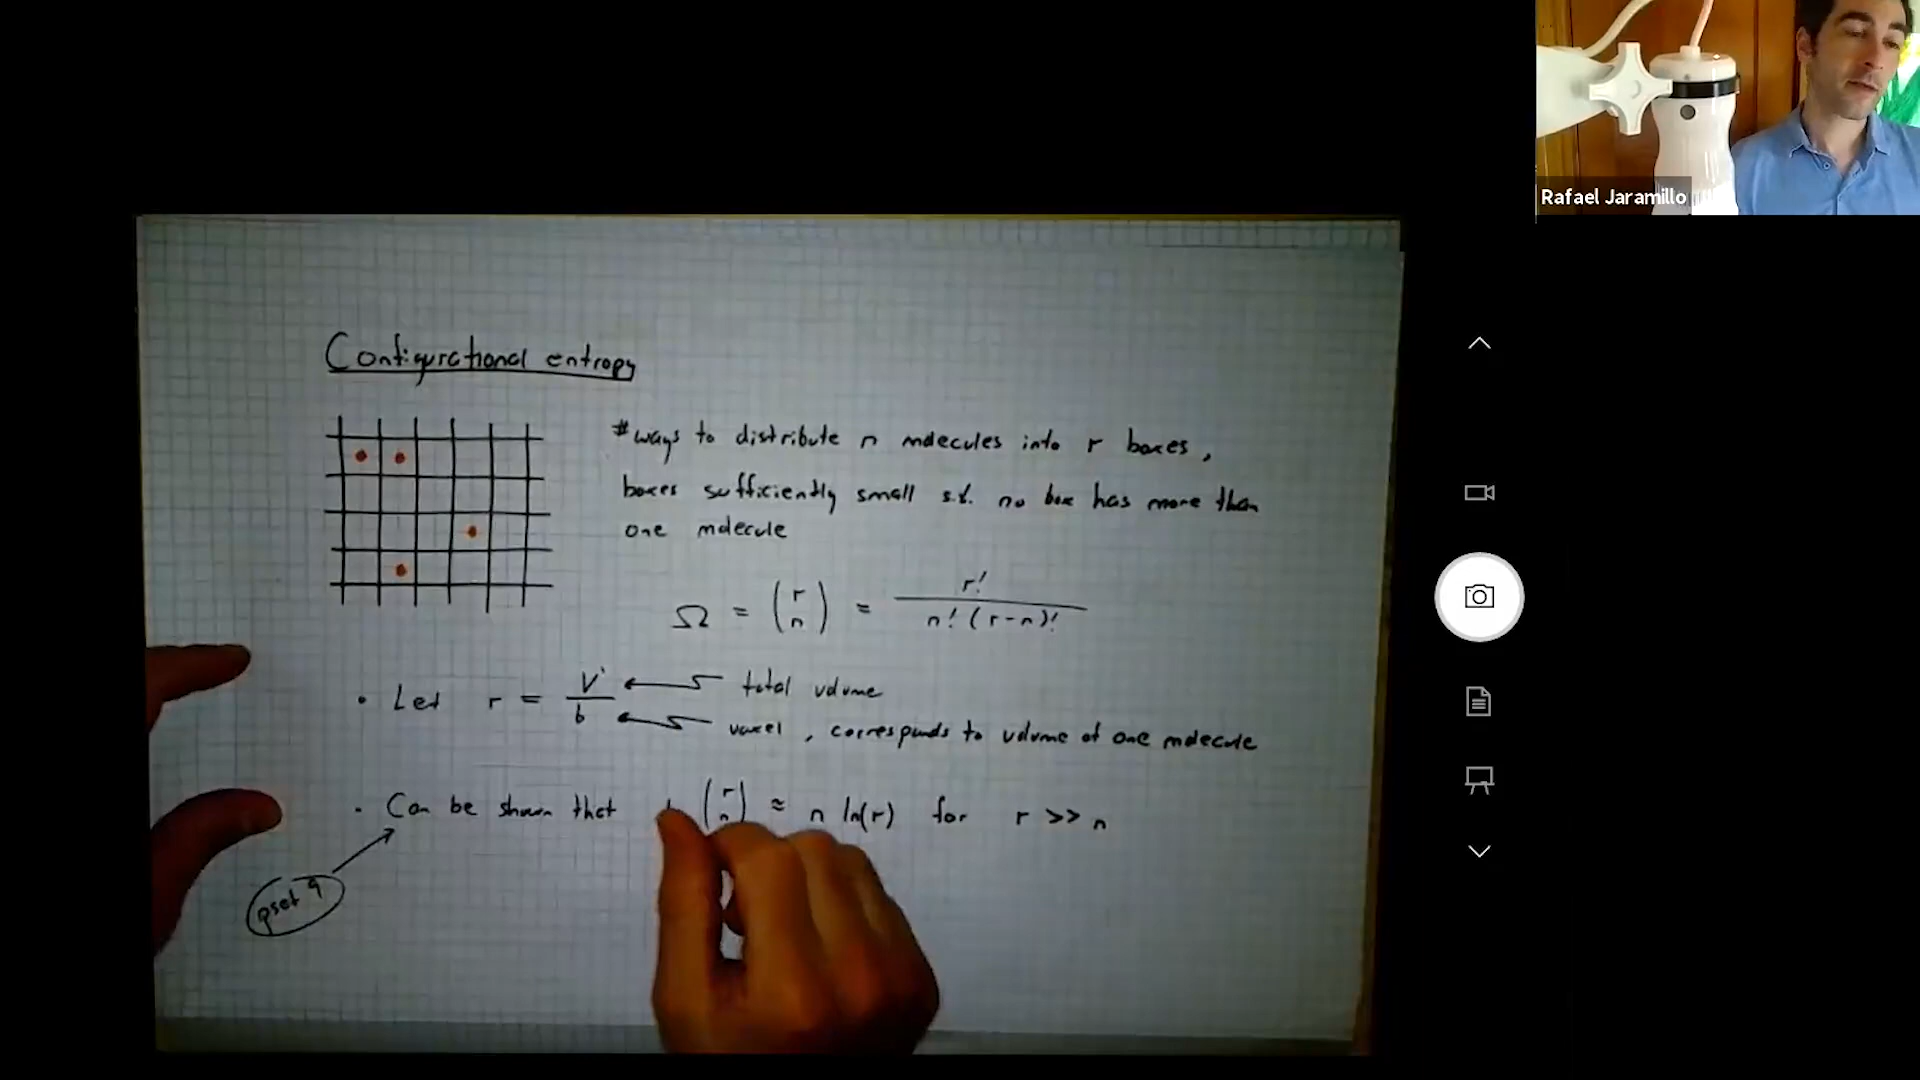 Rafael Jaramillo
Configurational entropy
# ways to distribute n molecules into r boxes,
boxes sufficiently small s.t. no box has more than
one molecule
Ω = (r n) = r! / n! (r-n)!
• Let r = V / b
total volume
voxel, corresponds to volume of one molecule
• Can be shown that (r n) ≈ n ln(r) for r >> n
pset 9